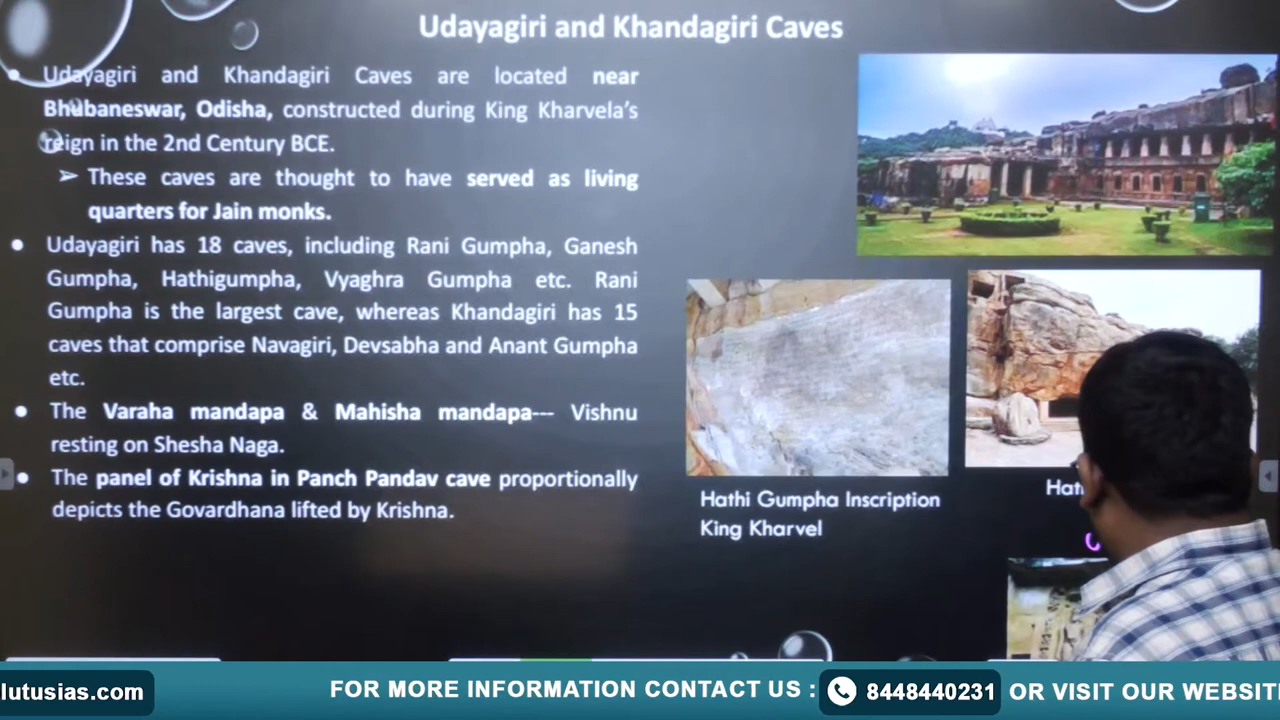 Udayagiri and Khandagiri Caves
Udayagiri and Khandagiri Caves are located near
Bhubaneswar, Odisha, constructed during King Kharvela's
reign in the 2nd Century BCE.
➢ These caves are thought to have served as living
quarters for Jain monks.
Udayagiri has 18 caves, including Rani Gumpha, Ganesh
Gumpha, Hathigumpha, Vyaghra Gumpha etc. Rani
Gumpha is the largest cave, whereas Khandagiri has 15
caves that comprise Navagiri, Devsabha and Anant Gumpha
etc.
The Varaha mandapa & Mahisha mandapa--- Vishnu
resting on Shesha Naga.
The panel of Krishna in Panch Pandav cave proportionally
depicts the Govardhana lifted by Krishna.
Hathi Gumpha Inscription
King Kharvel
lutusias.com
FOR MORE INFORMATION CONTACT US :
8448440231
OR VISIT OUR